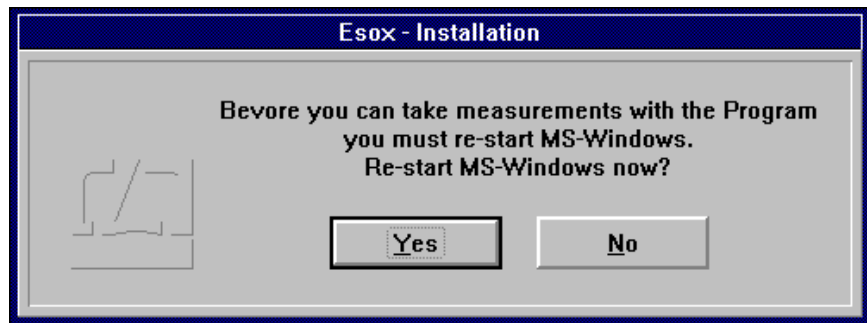 Esox - Installation
Bevore you can take measurements with the Program
you must re-start MS-Windows.
Re-start MS-Windows now?
Yes No